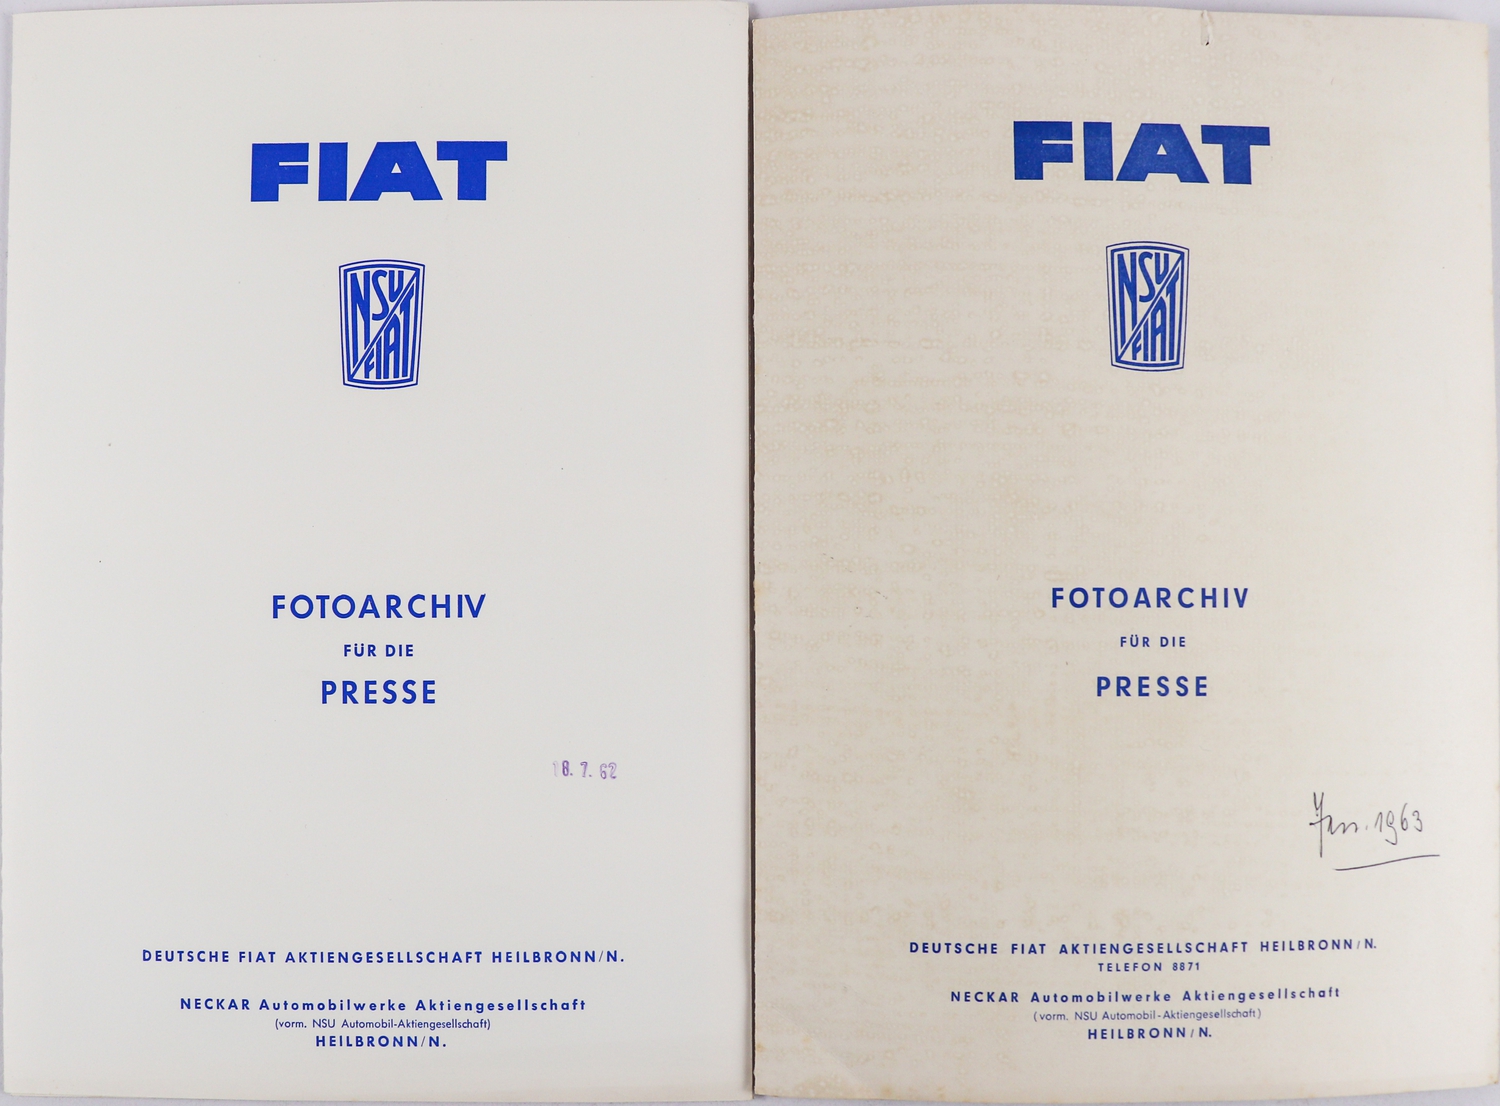 FIAT
NSU
FIAT
FOTOARCHIV
FÜR DIE
PRESSE
18. 7. 62
DEUTSCHE FIAT AKTIENGESELLSCHAFT HEILBRONN/N.
NECKAR Automobilwerke Aktiengesellschaft
(vorm. NSU Automobil-Aktiengesellschaft)
HEILBRONN/N.
FIAT
NSU
FIAT
FOTOARCHIV
FÜR DIE
PRESSE
Jan. 1963
DEUTSCHE FIAT AKTIENGESELLSCHAFT HEILBRONN/N.
TELEFON 8871
NECKAR Automobilwerke Aktiengesellschaft
(vorm. NSU Automobil-Aktiengesellschaft)
HEILBRONN/N.